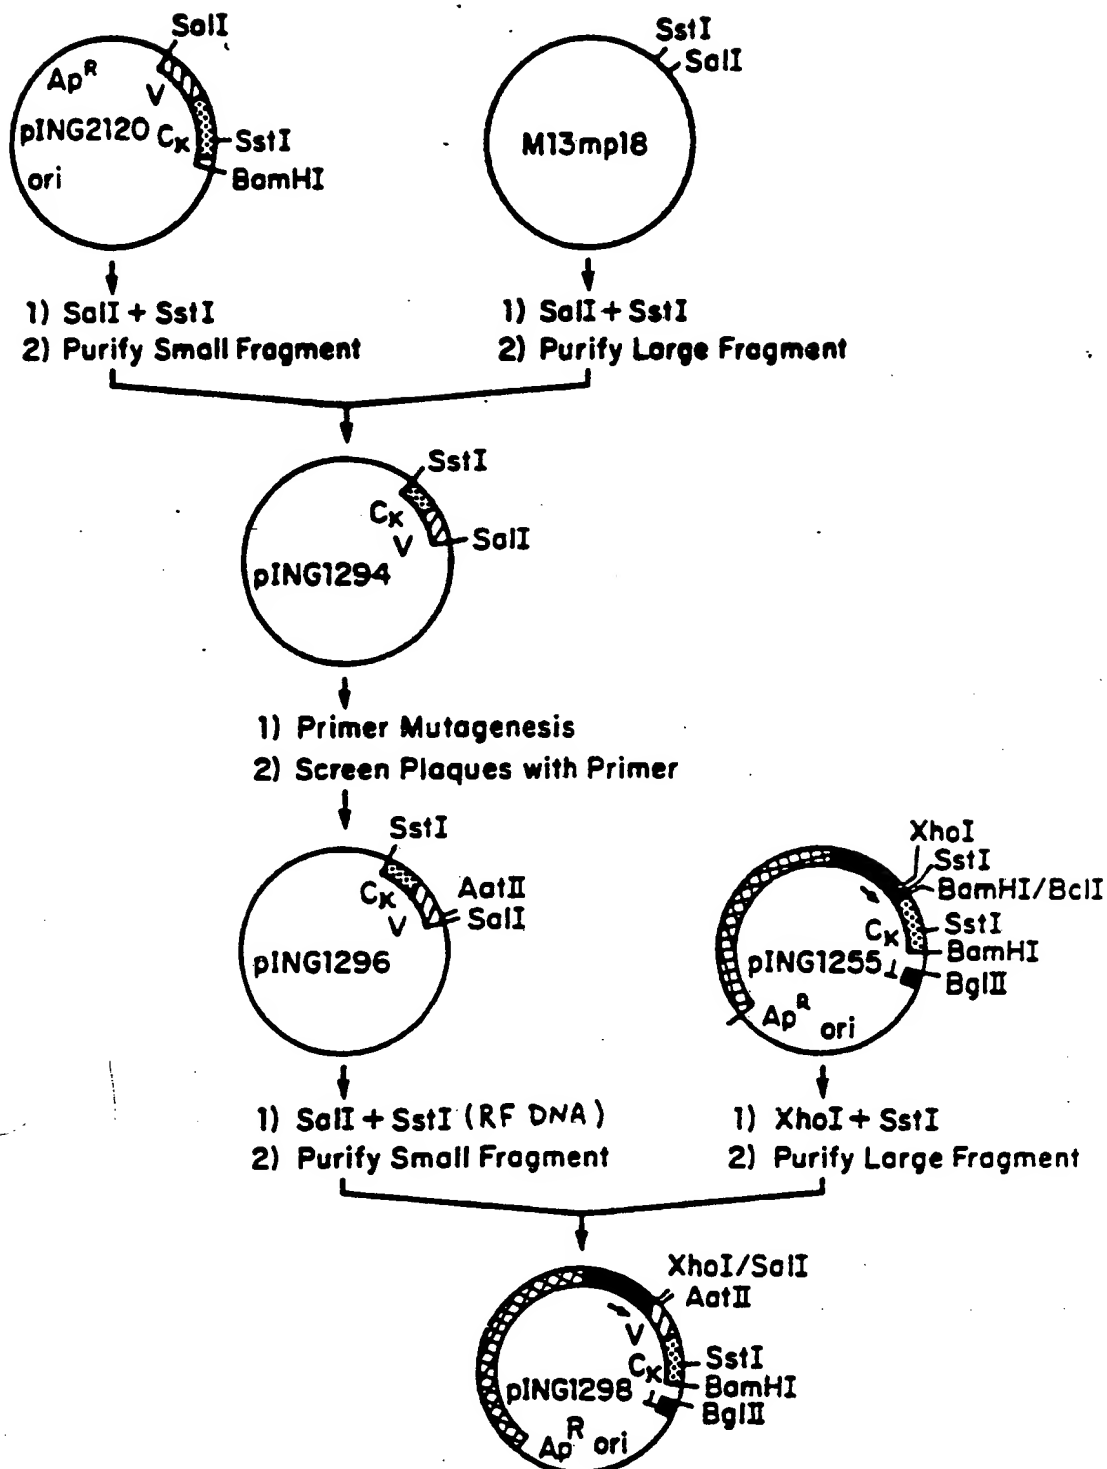 SalI
Ap^R
V
pING2120
Cκ
SstI
ori
BamHI
SstI
SalI
M13mp18
1) SalI + SstI
2) Purify Small Fragment
1) SalI + SstI
2) Purify Large Fragment
SstI
Cκ
V
SalI
pING1294
1) Primer Mutagenesis
2) Screen Plaques with Primer
SstI
Cκ
AatII
V
SalI
pING1296
XhoI
SstI
BamHI/BclI
Cκ
SstI
pING1255
BamHI
BglII
Ap^R
ori
1) SalI + SstI (RF DNA)
2) Purify Small Fragment
1) XhoI + SstI
2) Purify Large Fragment
XhoI/SalI
AatII
V
Cκ
SstI
pING1298
BamHI
BglII
Ap^R
ori